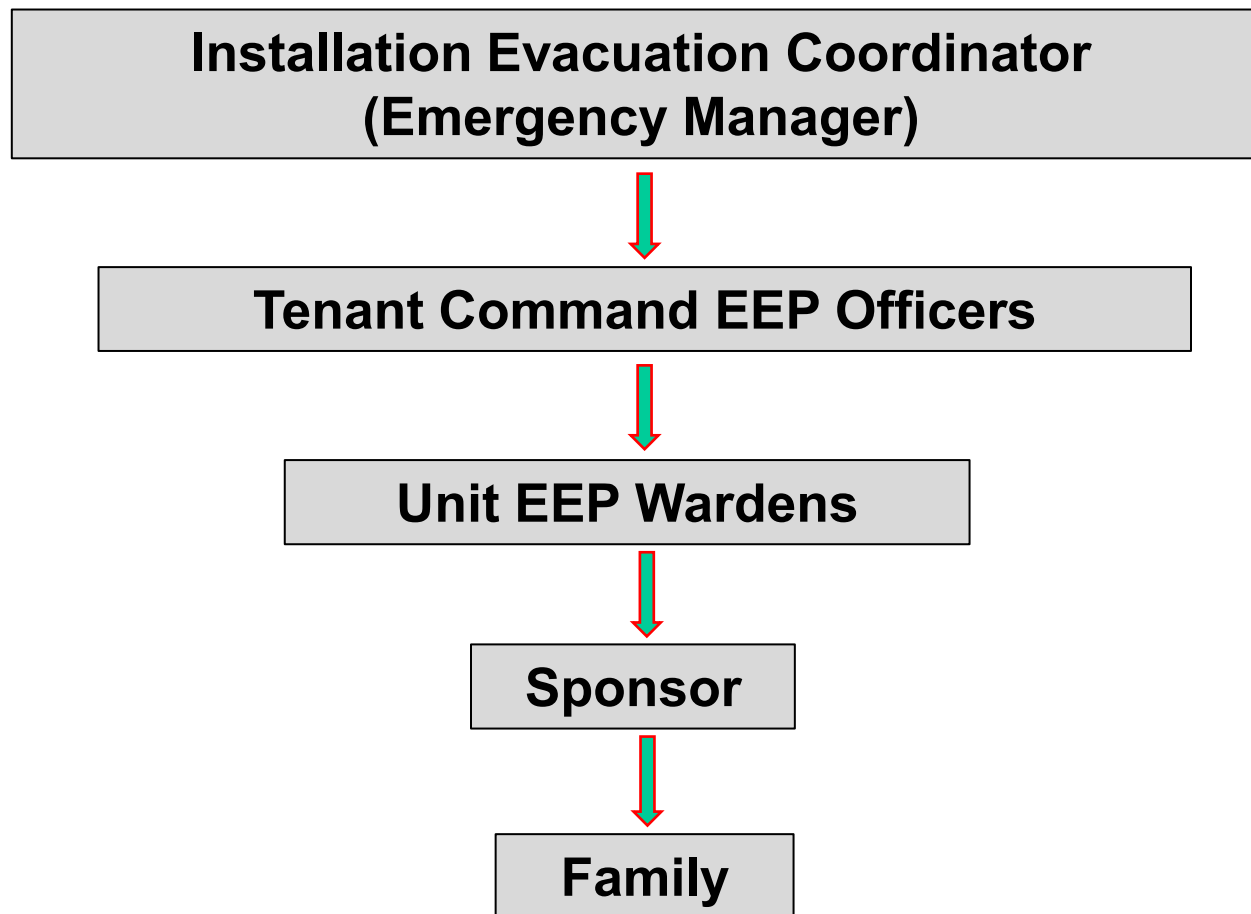 Installation Evacuation Coordinator
(Emergency Manager)
Tenant Command EEP Officers
Unit EEP Wardens
Sponsor
Family